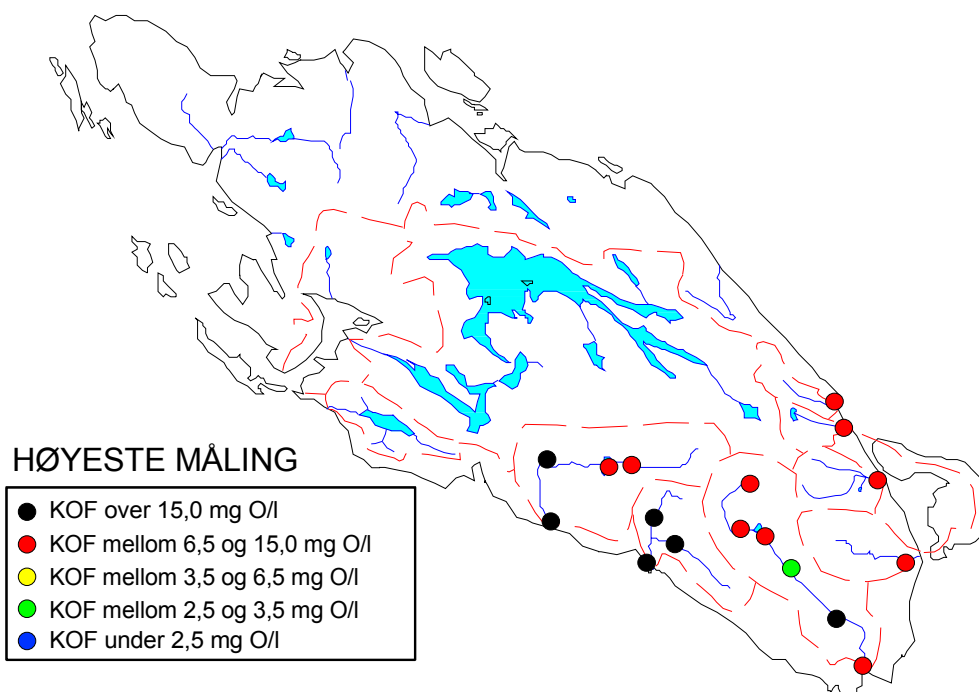 HØYESTE MÅLING
KOF over 15,0 mg O/l
KOF mellom 6,5 og 15,0 mg O/l
KOF mellom 3,5 og 6,5 mg O/l
KOF mellom 2,5 og 3,5 mg O/l
KOF under 2,5 mg O/l